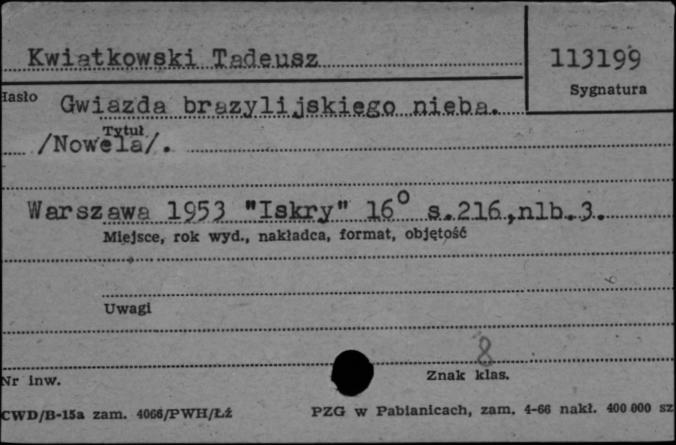 Kwiatkowski Tadeusz
113199
Sygnatura
Hasło
Gwiazda brazylijskiego nieba.
Tytuł
/Nowela/.
Warszawa 1953 "Iskry" 16° s.216,nlb.3.
Miejsce, rok wyd., nakładca, format, objętość
Uwagi
8
Nr inw.
Znak klas.
CWD/B-15a zam. 4066/PWH/Łź
PZG w Pabianicach, zam. 4-66 nakł. 400 000 sz